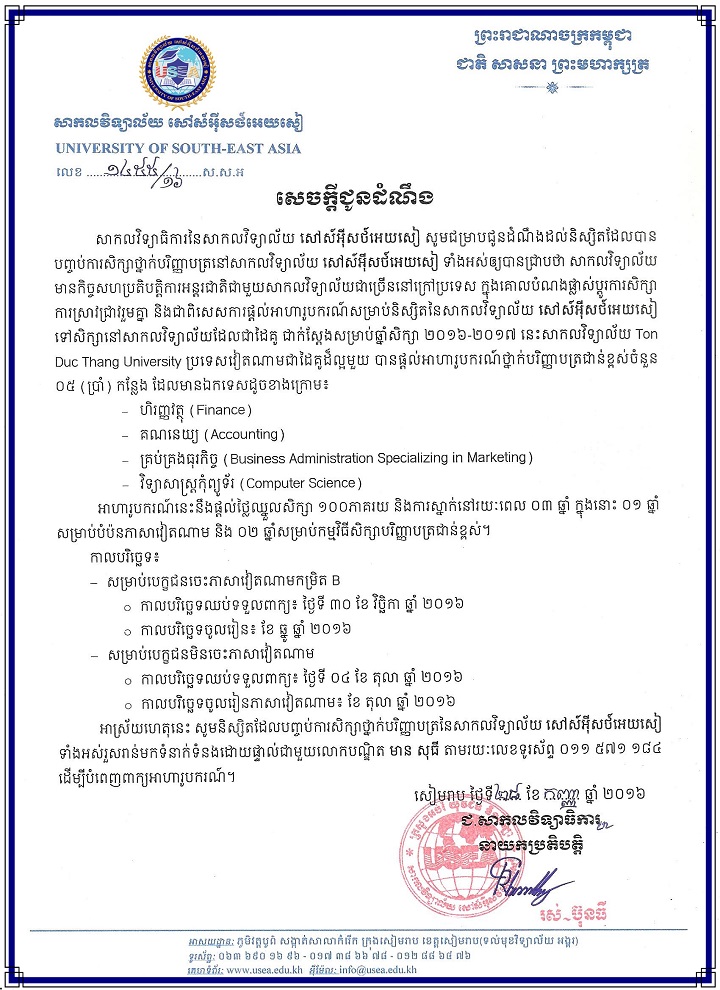 ព្រះរាជាណាចក្រកម្ពុជា
ជាតិ សាសនា ព្រះមហាក្សត្រ
USEA
UNIVERSITY OF SOUTH-EAST ASIA
សាកលវិទ្យាល័យ សៅស៍អ៊ីសថ៍អេយសៀ
UNIVERSITY OF SOUTH-EAST ASIA
លេខ ១៤៥៥/១៦ ស.ស.អ
សេចក្តីជូនដំណឹង
សាកលវិទ្យាធិការនៃសាកលវិទ្យាល័យ សៅស៍អ៊ីសថ៍អេយសៀ សូមជម្រាបជូនដំណឹងដល់និស្សិតដែលបាន
បញ្ចប់ការសិក្សាថ្នាក់បរិញ្ញាបត្រនៅសាកលវិទ្យាល័យ សៅស៍អ៊ីសថ៍អេយសៀ ទាំងអស់ឲ្យបានជ្រាបថា សាកលវិទ្យាល័យ
មានកិច្ចសហប្រតិបត្តិការអន្តរជាតិជាមួយសាកលវិទ្យាល័យជាច្រើននៅក្រៅប្រទេស ក្នុងគោលបំណងផ្លាស់ប្តូរការសិក្សា
ការស្រាវជ្រាវរួមគ្នា និងជាពិសេសការផ្តល់អាហារូបករណ៍សម្រាប់និស្សិតនៃសាកលវិទ្យាល័យ សៅស៍អ៊ីសថ៍អេយសៀ
ទៅសិក្សានៅសាកលវិទ្យាល័យដែលជាដៃគូ ជាក់ស្តែងសម្រាប់ឆ្នាំសិក្សា ២០១៦-២០១៧ នេះសាកលវិទ្យាល័យ Ton
Duc Thang University ប្រទេសវៀតណាមជាដៃគូដ៏ល្អមួយ បានផ្តល់អាហារូបករណ៍ថ្នាក់បរិញ្ញាបត្រជាន់ខ្ពស់ចំនួន
០៥ (ប្រាំ) កន្លែង ដែលមានឯកទេសដូចខាងក្រោម៖
– ហិរញ្ញវត្ថុ (Finance)
– គណនេយ្យ (Accounting)
– គ្រប់គ្រងធុរកិច្ច (Business Administration Specializing in Marketing)
– វិទ្យាសាស្ត្រកុំព្យូទ័រ (Computer Science)
អាហារូបករណ៍នេះនឹងផ្តល់ថ្លៃឈ្នួលសិក្សា ១០០ភាគរយ និងការស្នាក់នៅរយៈពេល ០៣ ឆ្នាំ ក្នុងនោះ ០១ ឆ្នាំ
សម្រាប់បំប៉នភាសាវៀតណាម និង ០២ ឆ្នាំសម្រាប់កម្មវិធីសិក្សាបរិញ្ញាបត្រជាន់ខ្ពស់។
កាលបរិច្ឆេទ៖
– សម្រាប់បេក្ខជនចេះភាសាវៀតណាមកម្រិត B
o កាលបរិច្ឆេទឈប់ទទួលពាក្យ៖ ថ្ងៃទី ៣០ ខែ វិច្ឆិកា ឆ្នាំ ២០១៦
o កាលបរិច្ឆេទចូលរៀន៖ ខែ ធ្នូ ឆ្នាំ ២០១៦
– សម្រាប់បេក្ខជនមិនចេះភាសាវៀតណាម
o កាលបរិច្ឆេទឈប់ទទួលពាក្យ៖ ថ្ងៃទី ០៤ ខែ តុលា ឆ្នាំ ២០១៦
o កាលបរិច្ឆេទចូលរៀនភាសាវៀតណាម៖ ខែ តុលា ឆ្នាំ ២០១៦
អាស្រ័យហេតុនេះ សូមនិស្សិតដែលបញ្ចប់ការសិក្សាថ្នាក់បរិញ្ញាបត្រនៃសាកលវិទ្យាល័យ សៅស៍អ៊ីសថ៍អេយសៀ
ទាំងអស់រួសរាន់មកទំនាក់ទំនងដោយផ្ទាល់ជាមួយលោកបណ្ឌិត មាន សុធី តាមរយៈលេខទូរស័ព្ទ ០១១ ៥៧១ ១៨៤
ដើម្បីបំពេញពាក្យអាហារូបករណ៍។
សៀមរាប ថ្ងៃទី ២៨ ខែ កញ្ញា ឆ្នាំ ២០១៦
ជ.សាកលវិទ្យាធិការ
នាយកប្រតិបត្តិ
USEA
រស់ ប៊ុនធី
អាសយដ្ឋាន: ភូមិវត្តបូព៌ សង្កាត់សាលាកំរើក ក្រុងសៀមរាប ខេត្តសៀមរាប(ទល់មុខវិទ្យាល័យ អង្គរ)
ទូរស័ព្ទ: ០៦៣ ៦៩០ ១៦ ៩៦ - ០១៧ ៣៨ ៦៦ ៧៨ - ០១២ ៨៨ ៦៨ ៧៦
គេហទំព័រ: www.usea.edu.kh អ៊ីម៉ែល: info@usea.edu.kh